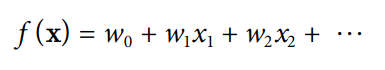 f(x) = w₀ + w₁x₁ + w₂x₂ + ⋯